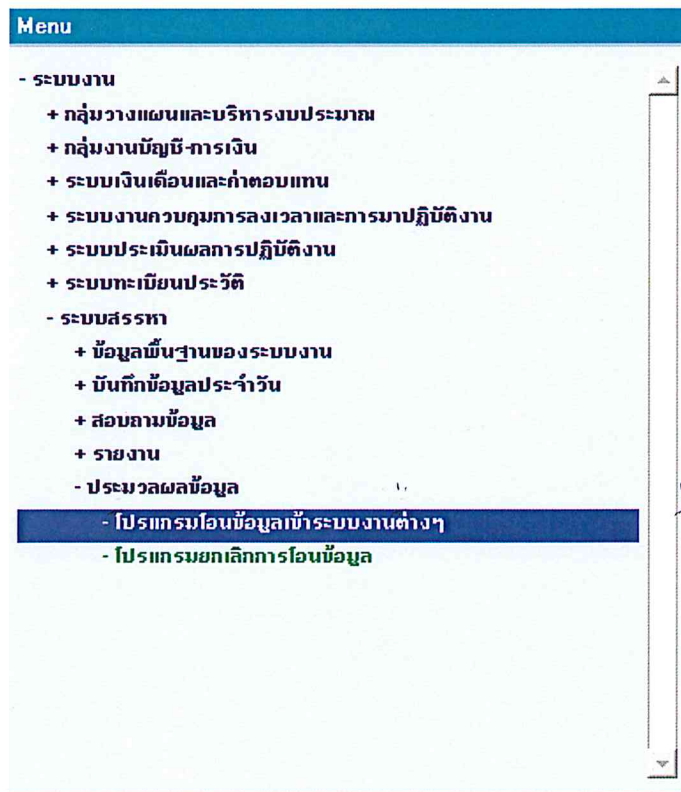 Menu
- ระบบงาน
+ กลุ่มวางแผนและบริหารงบประมาณ
+ กลุ่มงานบัญชี-การเงิน
+ ระบบเงินเดือนและค่าตอบแทน
+ ระบบงานควบคุมการลงเวลาและการมาปฏิบัติงาน
+ ระบบประเมินผลการปฏิบัติงาน
+ ระบบทะเบียนประวัติ
- ระบบสรรหา
+ ข้อมูลพื้นฐานของระบบงาน
+ บันทึกข้อมูลประจำวัน
+ สอบถามข้อมูล
+ รายงาน
- ประมวลผลข้อมูล
- โปรแกรมโอนข้อมูลเข้าระบบงานต่างๆ
- โปรแกรมยกเลิกการโอนข้อมูล